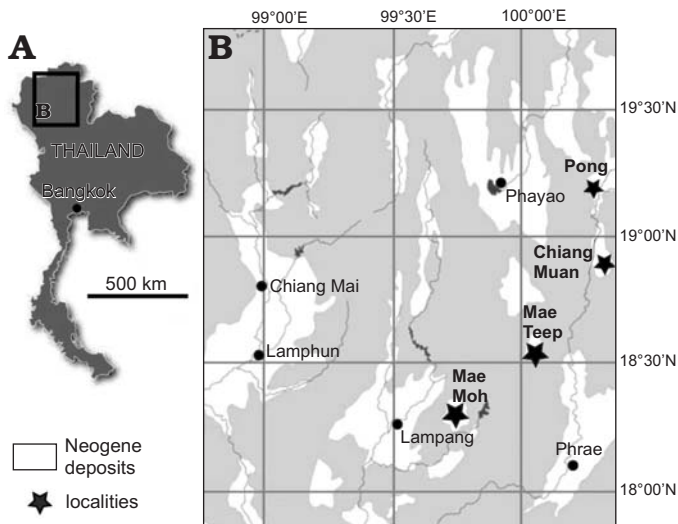 A
B
THAILAND
Bangkok
500 km
Neogene
deposits
localities
B
99°00'E
99°30'E
100°00'E
19°30'N
19°00'N
18°30'N
18°00'N
Pong
Phayao
Chiang
Muan
Chiang Mai
Mae
Teep
Lamphun
Mae
Moh
Lampang
Phrae